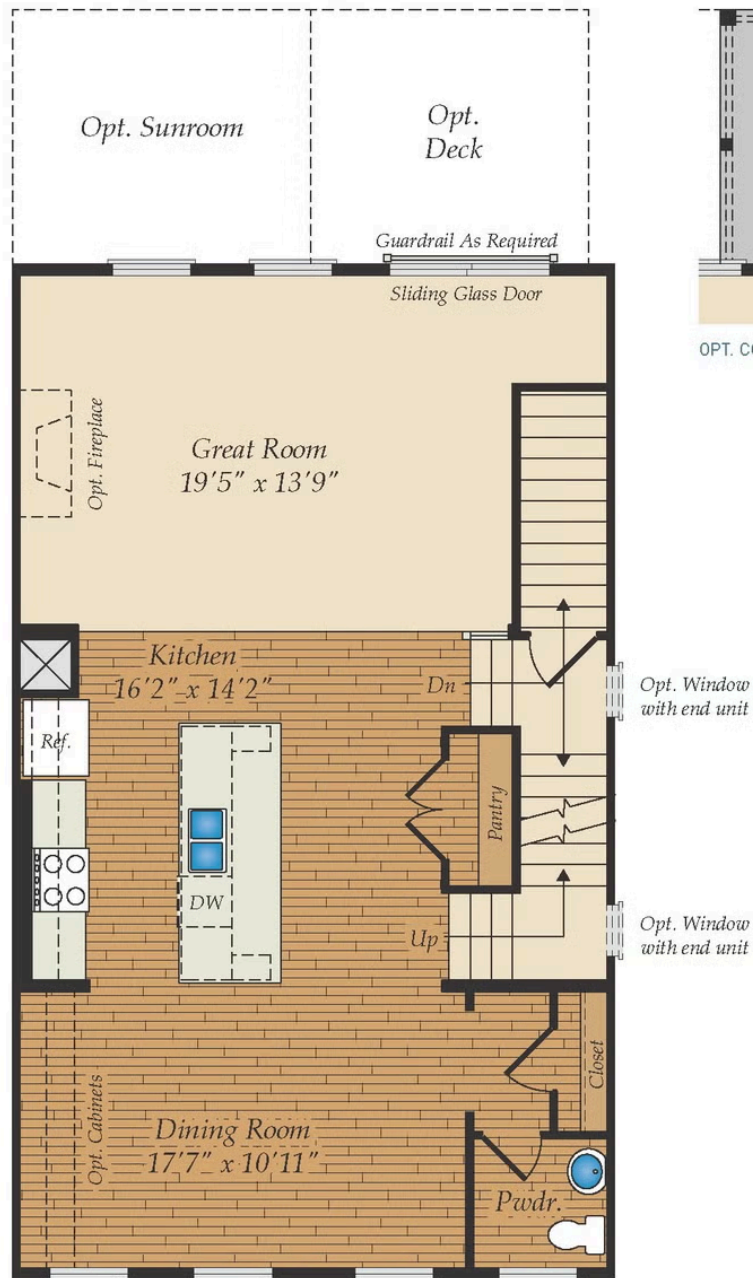 Opt. Sunroom
Opt.
Deck
Guardrail As Required
Sliding Glass Door
OPT.
Opt. Fireplace
Great Room
19'5" x 13'9"
Kitchen
16'2" x 14'2"
Dn
Opt. Window
with end unit
Ref.
Pantry
DW
Up
Opt. Window
with end unit
Closet
Opt. Cabinets
Dining Room
17'7" x 10'11"
Pwdr.